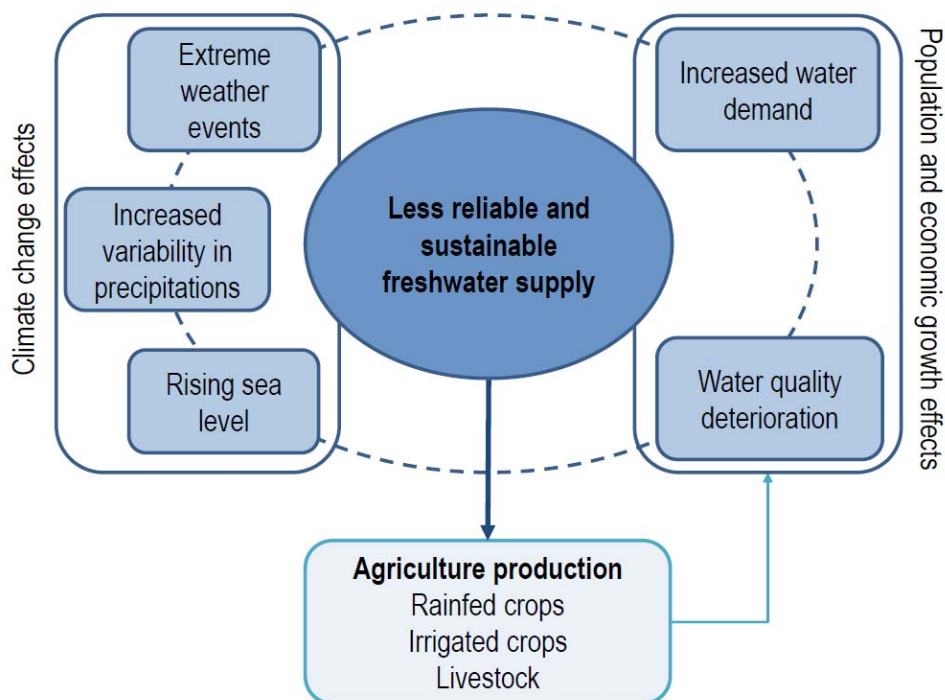 Climate change effects
Extreme
weather
events
Increased
variability in
precipitations
Rising sea
level
Less reliable and
sustainable
freshwater supply
Increased water
demand
Water quality
deterioration
Population and economic growth effects
Agriculture production
Rainfed crops
Irrigated crops
Livestock